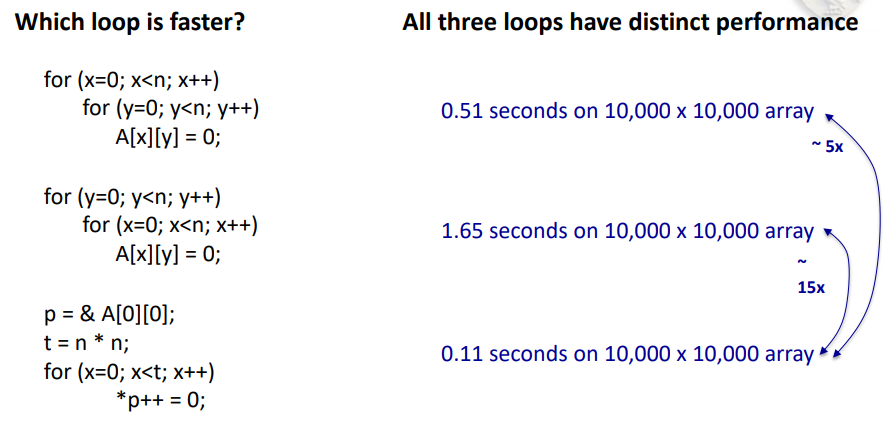 Which loop is faster?
All three loops have distinct performance
for (x=0; x<n; x++)
for (y=0; y<n; y++)
A[x][y] = 0;
0.51 seconds on 10,000 x 10,000 array
~ 5x
for (y=0; y<n; y++)
for (x=0; x<n; x++)
A[x][y] = 0;
1.65 seconds on 10,000 x 10,000 array
~
15x
p = & A[0][0];
t = n * n;
for (x=0; x<t; x++)
*p++ = 0;
0.11 seconds on 10,000 x 10,000 array